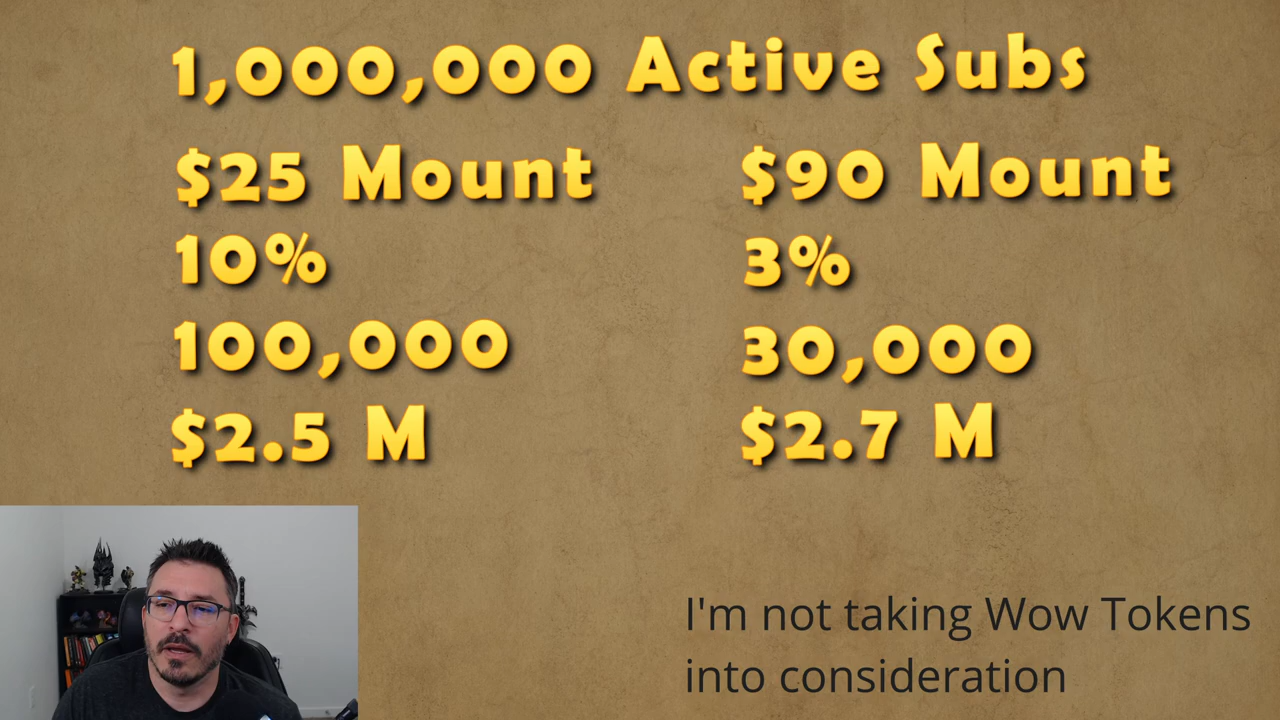 1,000,000 Active Subs
$25 Mount
10%
100,000
$2.5 M
$90 Mount
3%
30,000
$2.7 M
I'm not taking Wow Tokens
into consideration